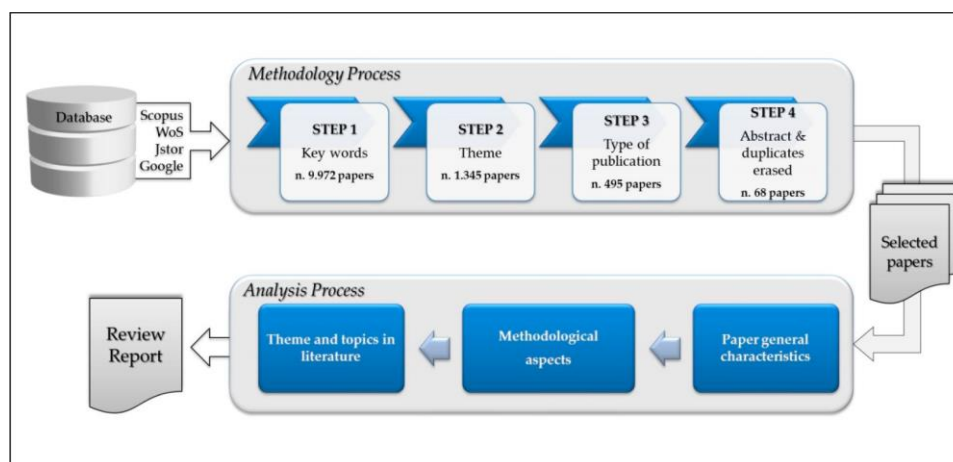 Methodology Process
Database
Scopus
WoS
Jstor
Google
STEP 1
Key words
n. 9.972 papers
STEP 2
Theme
n. 1.345 papers
STEP 3
Type of
publication
n. 495 papers
STEP 4
Abstract &
duplicates
erased
n. 68 papers
Selected
papers
Analysis Process
Paper general
characteristics
Methodological
aspects
Theme and topics in
literature
Review
Report